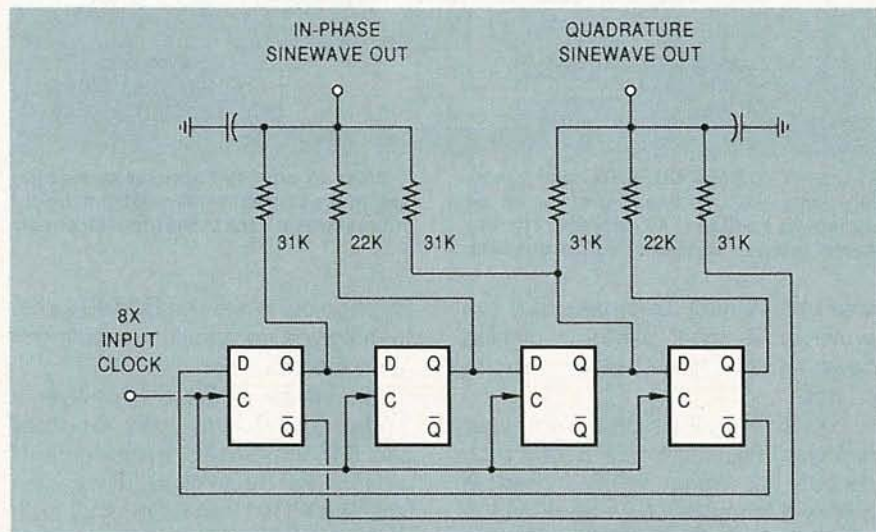 IN-PHASE
SINEWAVE OUT
QUADRATURE
SINEWAVE OUT
31K
22K
31K
31K
22K
31K
8X
INPUT
CLOCK
D Q
C
Q̅
D Q
C
Q̅
D Q
C
Q̅
D Q
C
Q̅